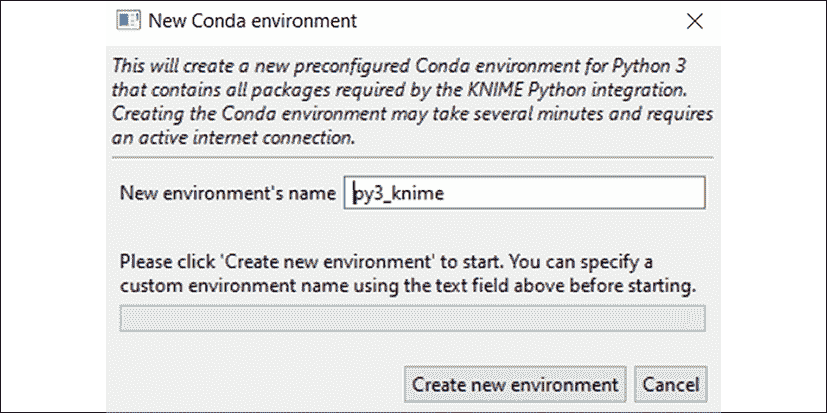 New Conda environment
This will create a new preconfigured Conda environment for Python 3
that contains all packages required by the KNIME Python integration.
Creating the Conda environment may take several minutes and requires
an active internet connection.
New environment's name py3_knime
Please click 'Create new environment' to start. You can specify a
custom environment name using the text field above before starting.
Create new environment Cancel